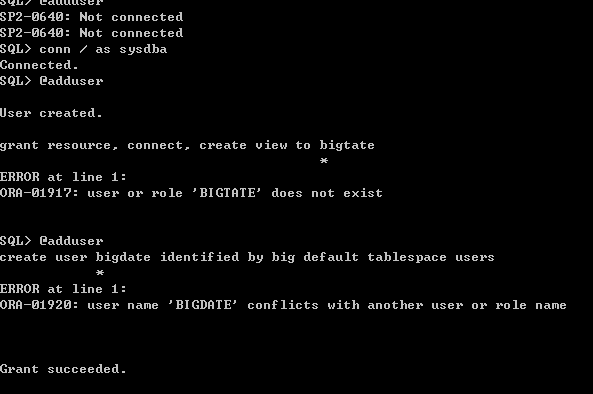 SQL> @adduser
SP2-0640: Not connected
SP2-0640: Not connected
SQL> conn / as sysdba
Connected.
SQL> @adduser
User created.
grant resource, connect, create view to bigtate
*
ERROR at line 1:
ORA-01917: user or role 'BIGTATE' does not exist
SQL> @adduser
create user bigdate identified by big default tablespace users
*
ERROR at line 1:
ORA-01920: user name 'BIGDATE' conflicts with another user or role name
Grant succeeded.